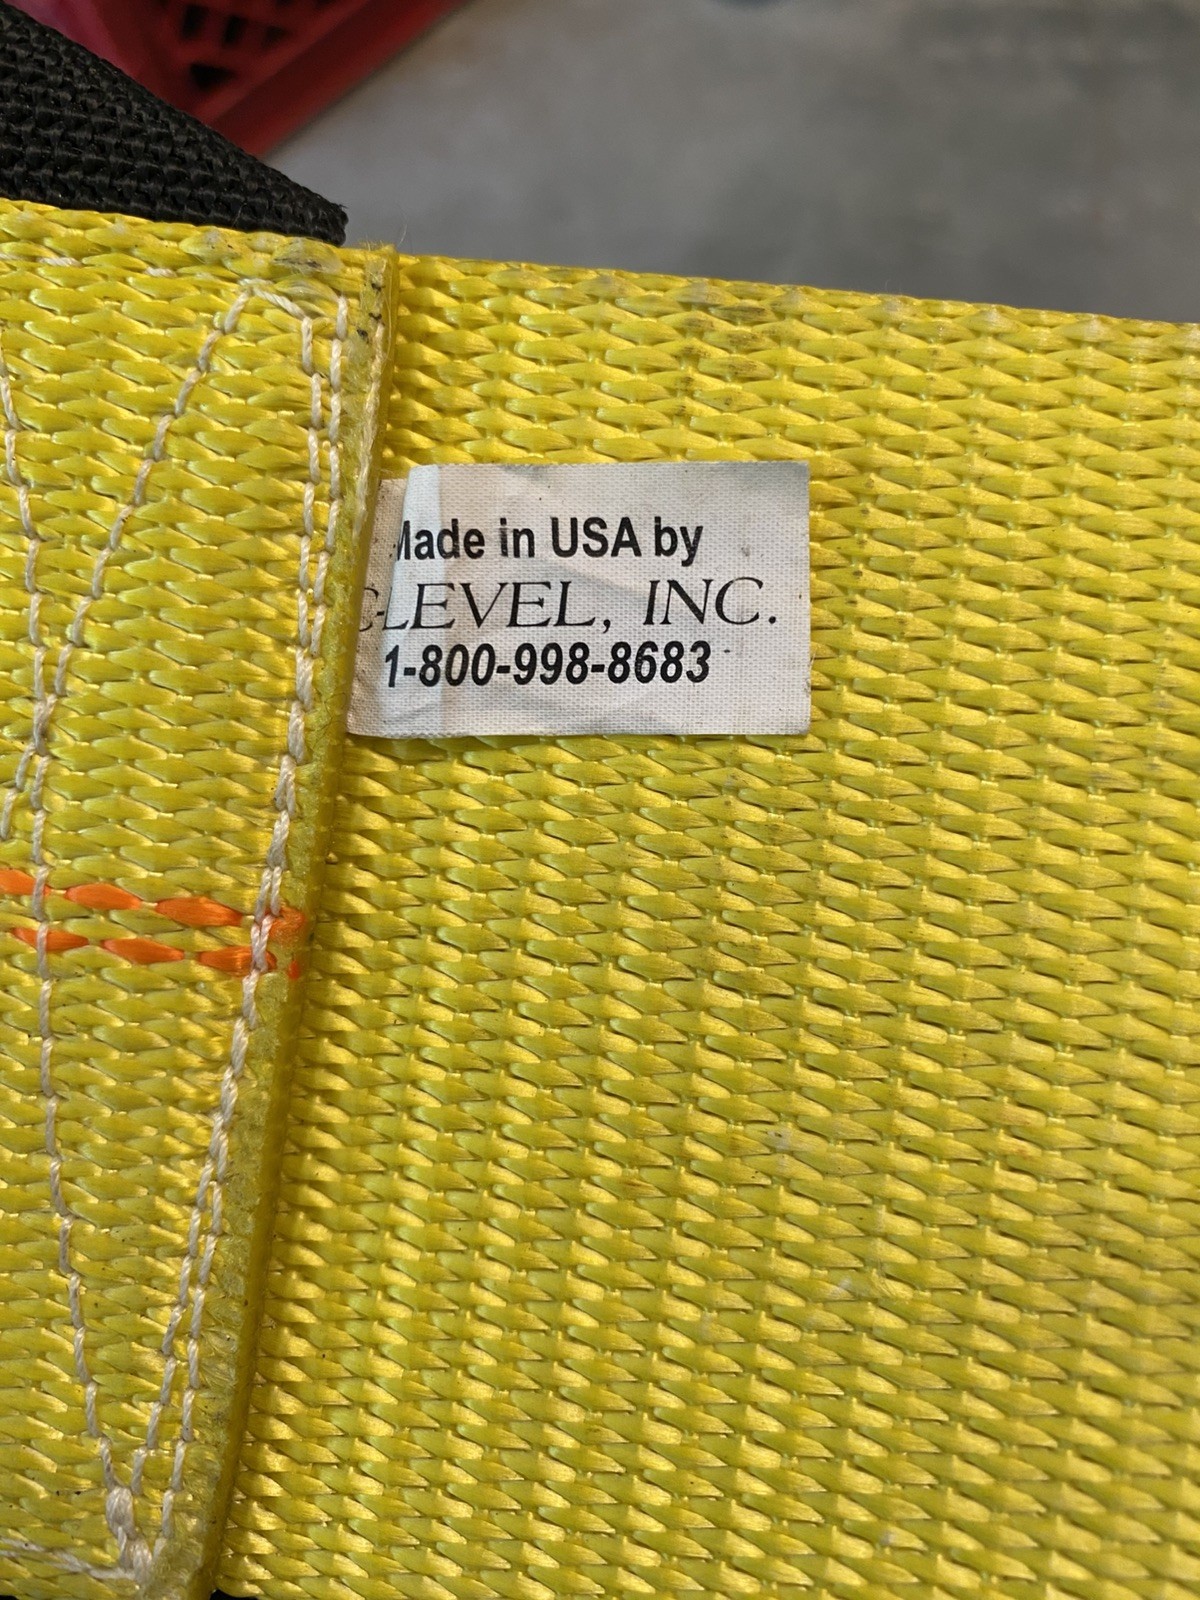 Made in USA by
C-LEVEL, INC.
1-800-998-8683